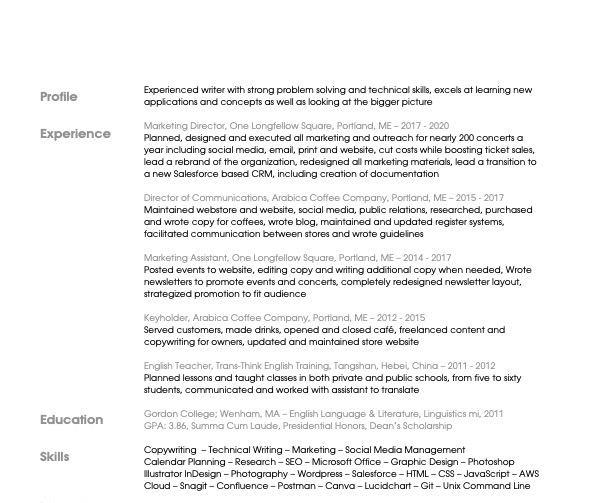 Profile
Experienced writer with strong problem solving and technical skills, excels at learning new
applications and concepts as well as looking at the bigger picture
Experience
Marketing Director, One Longfellow Square, Portland, ME – 2017 - 2020
Planned, designed and executed all marketing and outreach for nearly 200 concerts a
year including social media, email, print and website, cut costs while boosting ticket sales,
lead a rebrand of the organization, redesigned all marketing materials, lead a transition to
a new Salesforce based CRM, including creation of documentation
Director of Communications, Arabica Coffee Company, Portland, ME – 2015 - 2017
Maintained webstore and website, social media, public relations, researched, purchased
and wrote copy for coffees, wrote blog, maintained and updated register systems,
facilitated communication between stores and wrote guidelines
Marketing Assistant, One Longfellow Square, Portland, ME – 2014 - 2017
Posted events to website, editing copy and writing additional copy when needed, Wrote
newsletters to promote events and concerts, completely redesigned newsletter layout,
strategized promotion to fit audience
Keyholder, Arabica Coffee Company, Portland, ME – 2012 - 2015
Served customers, made drinks, opened and closed café, freelanced content and
copywriting for owners, updated and maintained store website
English Teacher, Trans-Think English Training, Tangshan, Hebei, China – 2011 - 2012
Planned lessons and taught classes in both private and public schools, from five to sixty
students, communicated and worked with assistant to translate
Education
Gordon College; Wenham, MA – English Language & Literature, Linguistics mi, 2011
GPA: 3.86, Summa Cum Laude, Presidential Honors, Dean's Scholarship
Skills
Copywriting – Technical Writing – Marketing – Social Media Management
Calendar Planning – Research – SEO – Microsoft Office – Graphic Design – Photoshop
Illustrator InDesign – Photography – Wordpress – Salesforce – HTML – CSS – JavaScript – AWS
Cloud – Snagit – Confluence – Postman – Canva – Lucidchart – Git – Unix Command Line